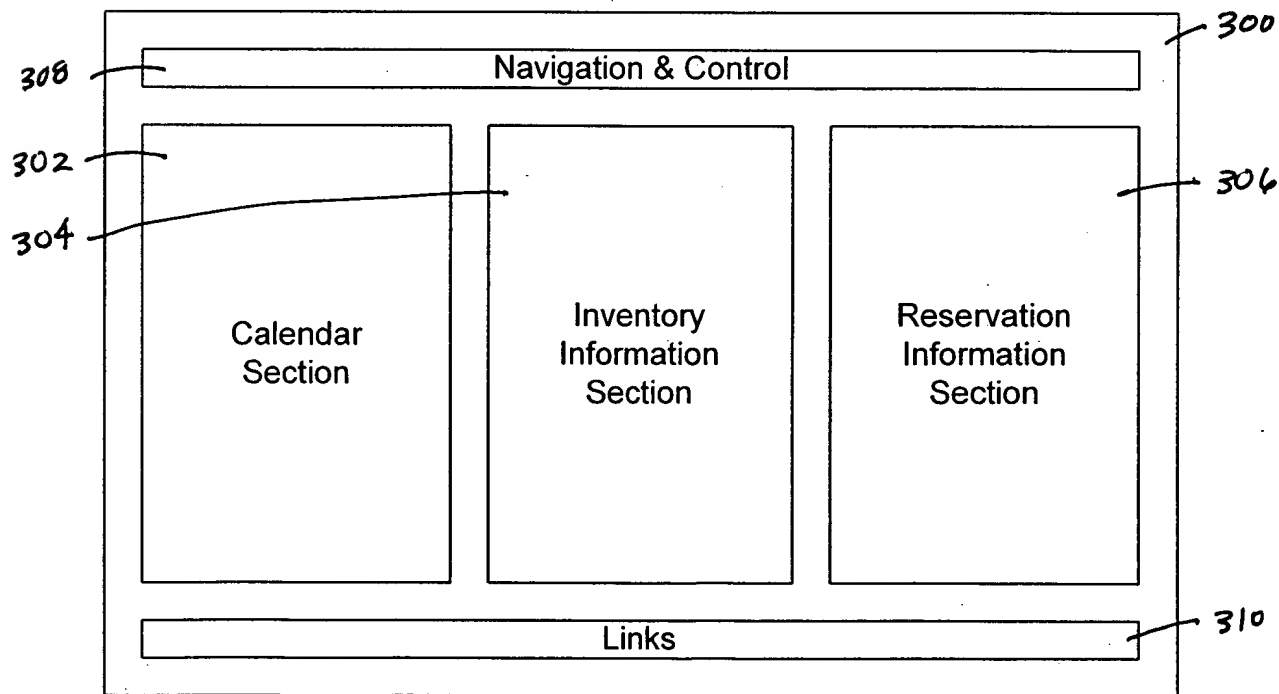 300
308
Navigation & Control
302
306
304
Calendar
Section
Inventory
Information
Section
Reservation
Information
Section
310
Links